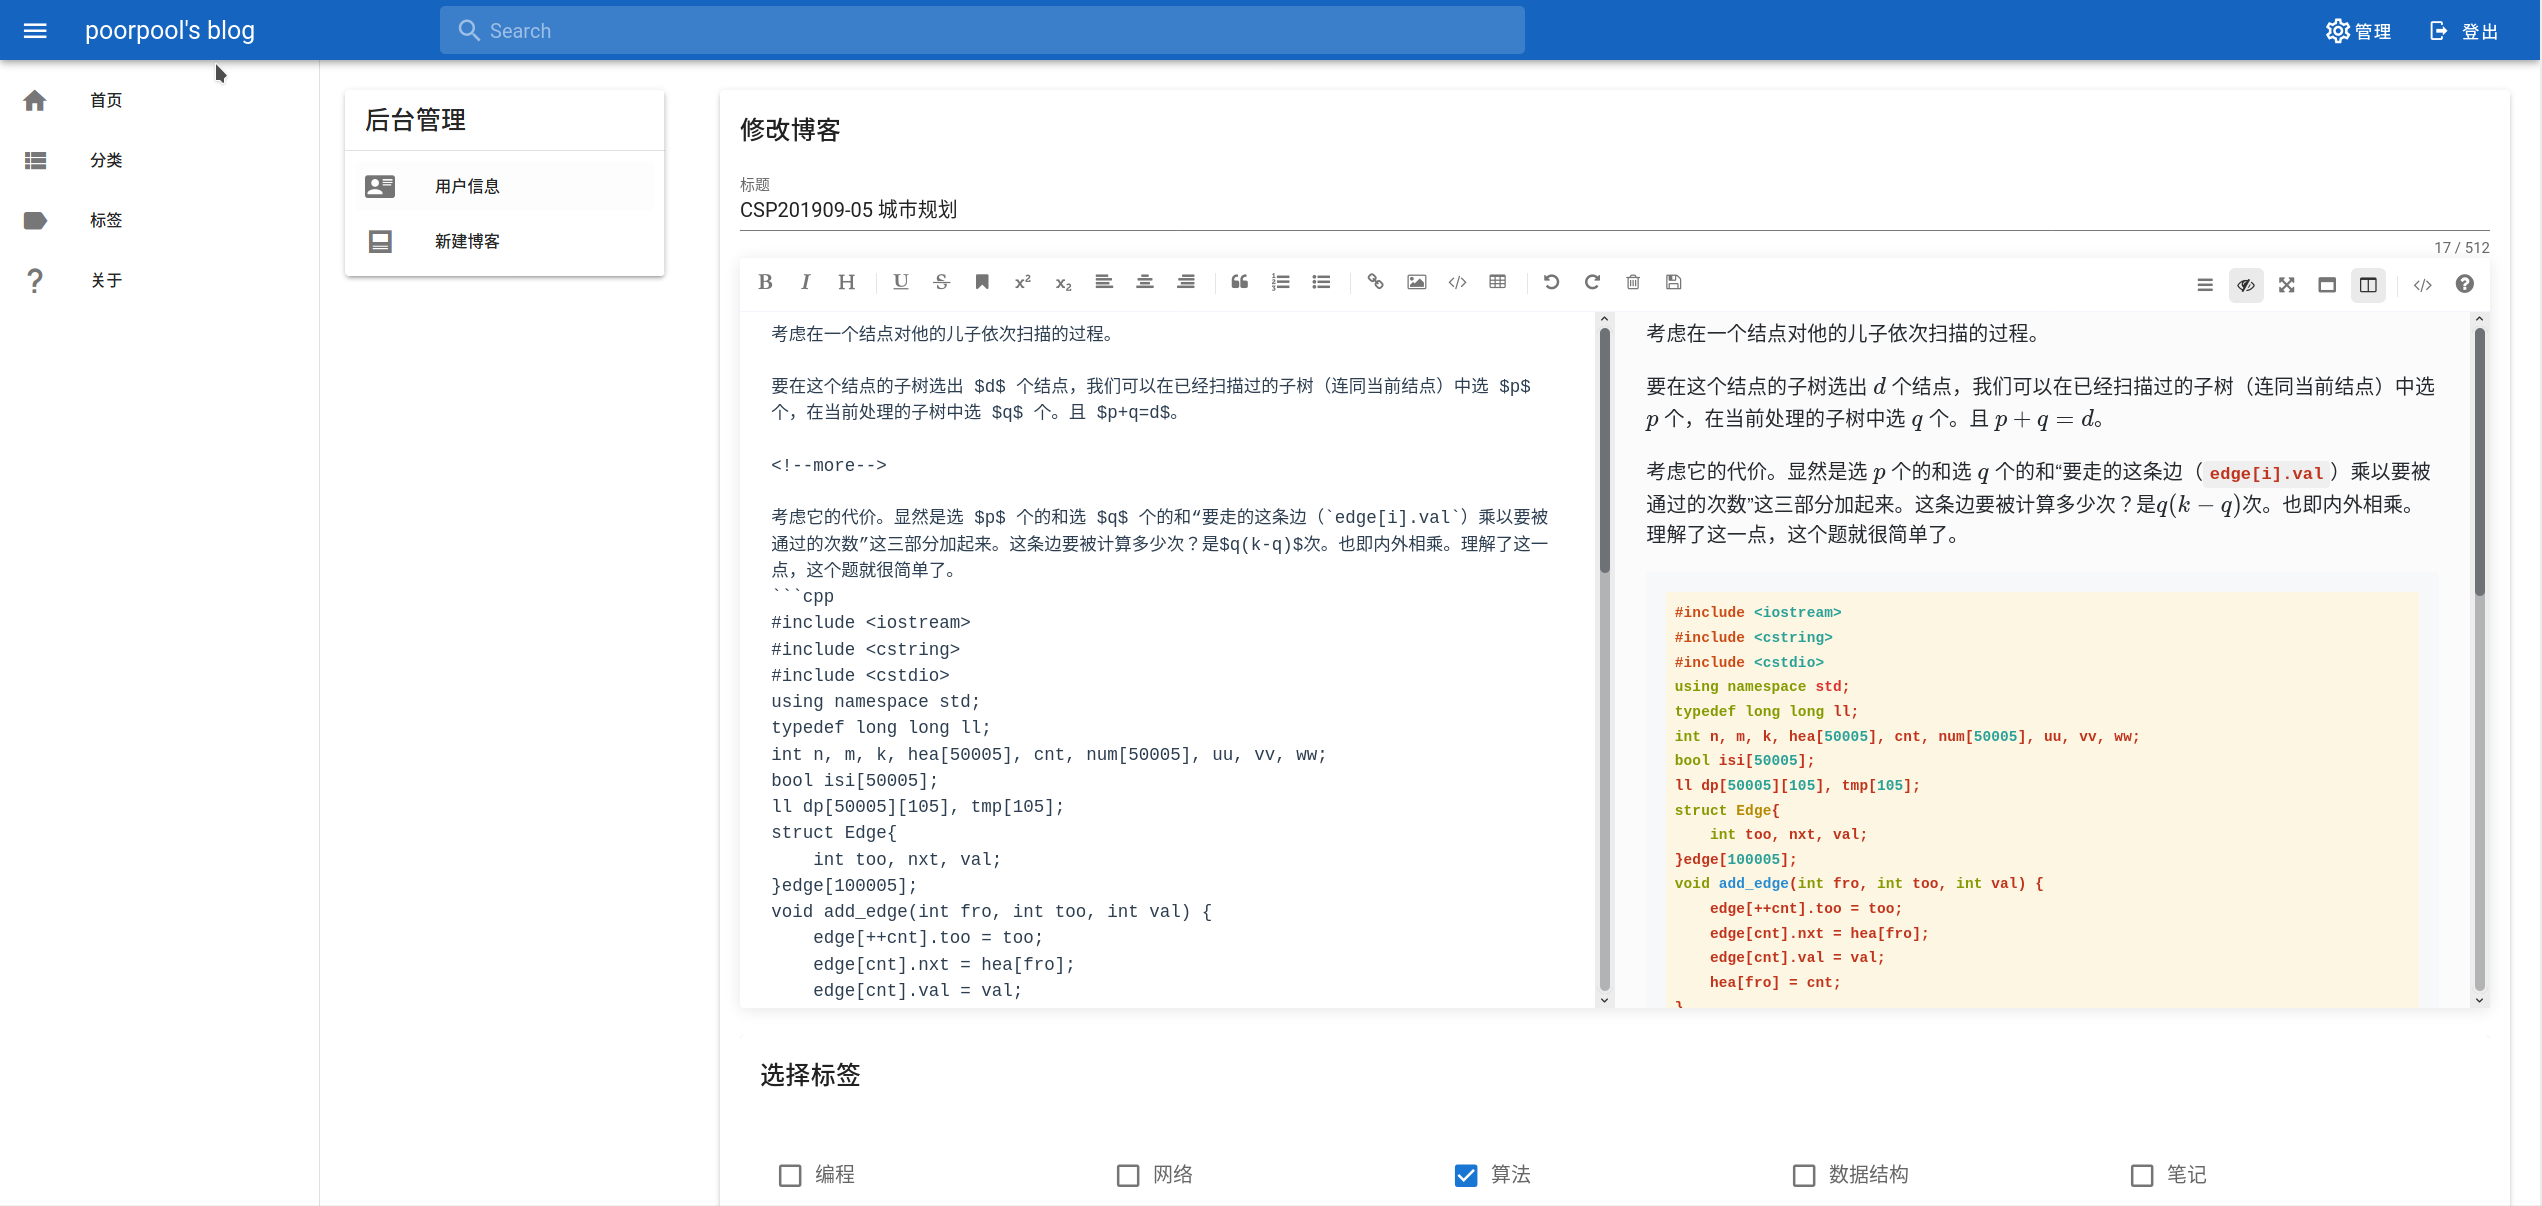 poorpool's blog
Search
管理
登出
首页
分类
标签
关于
后台管理
用户信息
新建博客
修改博客
标题
CSP201909-05 城市规划
17 / 512
考虑在一个结点对他的儿子依次扫描的过程。
要在这个结点的子树选出 $d$ 个结点，我们可以在已经扫描过的子树（连同当前结点）中选 $p$
个，在当前处理的子树中选 $q$ 个。且 $p+q=d$。
<!--more-->
考虑它的代价。显然是选 $p$ 个的和选 $q$ 个的和“要走的这条边（`edge[i].val`）乘以要被
通过的次数”这三部分加起来。这条边要被计算多少次？是$q(k-q)$次。也即内外相乘。理解了这一
点，这个题就很简单了。
```cpp
#include <iostream>
#include <cstring>
#include <cstdio>
using namespace std;
typedef long long ll;
int n, m, k, hea[50005], cnt, num[50005], uu, vv, ww;
bool isi[50005];
ll dp[50005][105], tmp[105];
struct Edge{
    int too, nxt, val;
}edge[100005];
void add_edge(int fro, int too, int val) {
    edge[++cnt].too = too;
    edge[cnt].nxt = hea[fro];
    edge[cnt].val = val;
考虑在一个结点对他的儿子依次扫描的过程。
要在这个结点的子树选出 d 个结点，我们可以在已经扫描过的子树（连同当前结点）中选
p 个，在当前处理的子树中选 q 个。且 p + q = d。
考虑它的代价。显然是选 p 个的和选 q 个的和“要走的这条边（ edge[i].val ）乘以要被
通过的次数”这三部分加起来。这条边要被计算多少次？是q(k − q)次。也即内外相乘。
理解了这一点，这个题就很简单了。
#include <iostream>
#include <cstring>
#include <cstdio>
using namespace std;
typedef long long ll;
int n, m, k, hea[50005], cnt, num[50005], uu, vv, ww;
bool isi[50005];
ll dp[50005][105], tmp[105];
struct Edge{
    int too, nxt, val;
}edge[100005];
void add_edge(int fro, int too, int val) {
    edge[++cnt].too = too;
    edge[cnt].nxt = hea[fro];
    edge[cnt].val = val;
    hea[fro] = cnt;
}
选择标签
编程
网络
算法
数据结构
笔记